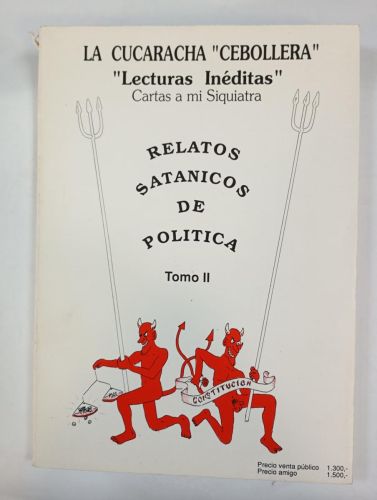 LA CUCARACHA "CEBOLLERA"
"Lecturas Inéditas"
Cartas a mi Siquiatra
RELATOS
SATANICOS
DE
POLITICA
Tomo II
CONSTITUCION
Precio venta público 1.300,-
Precio amigo 1.500,-